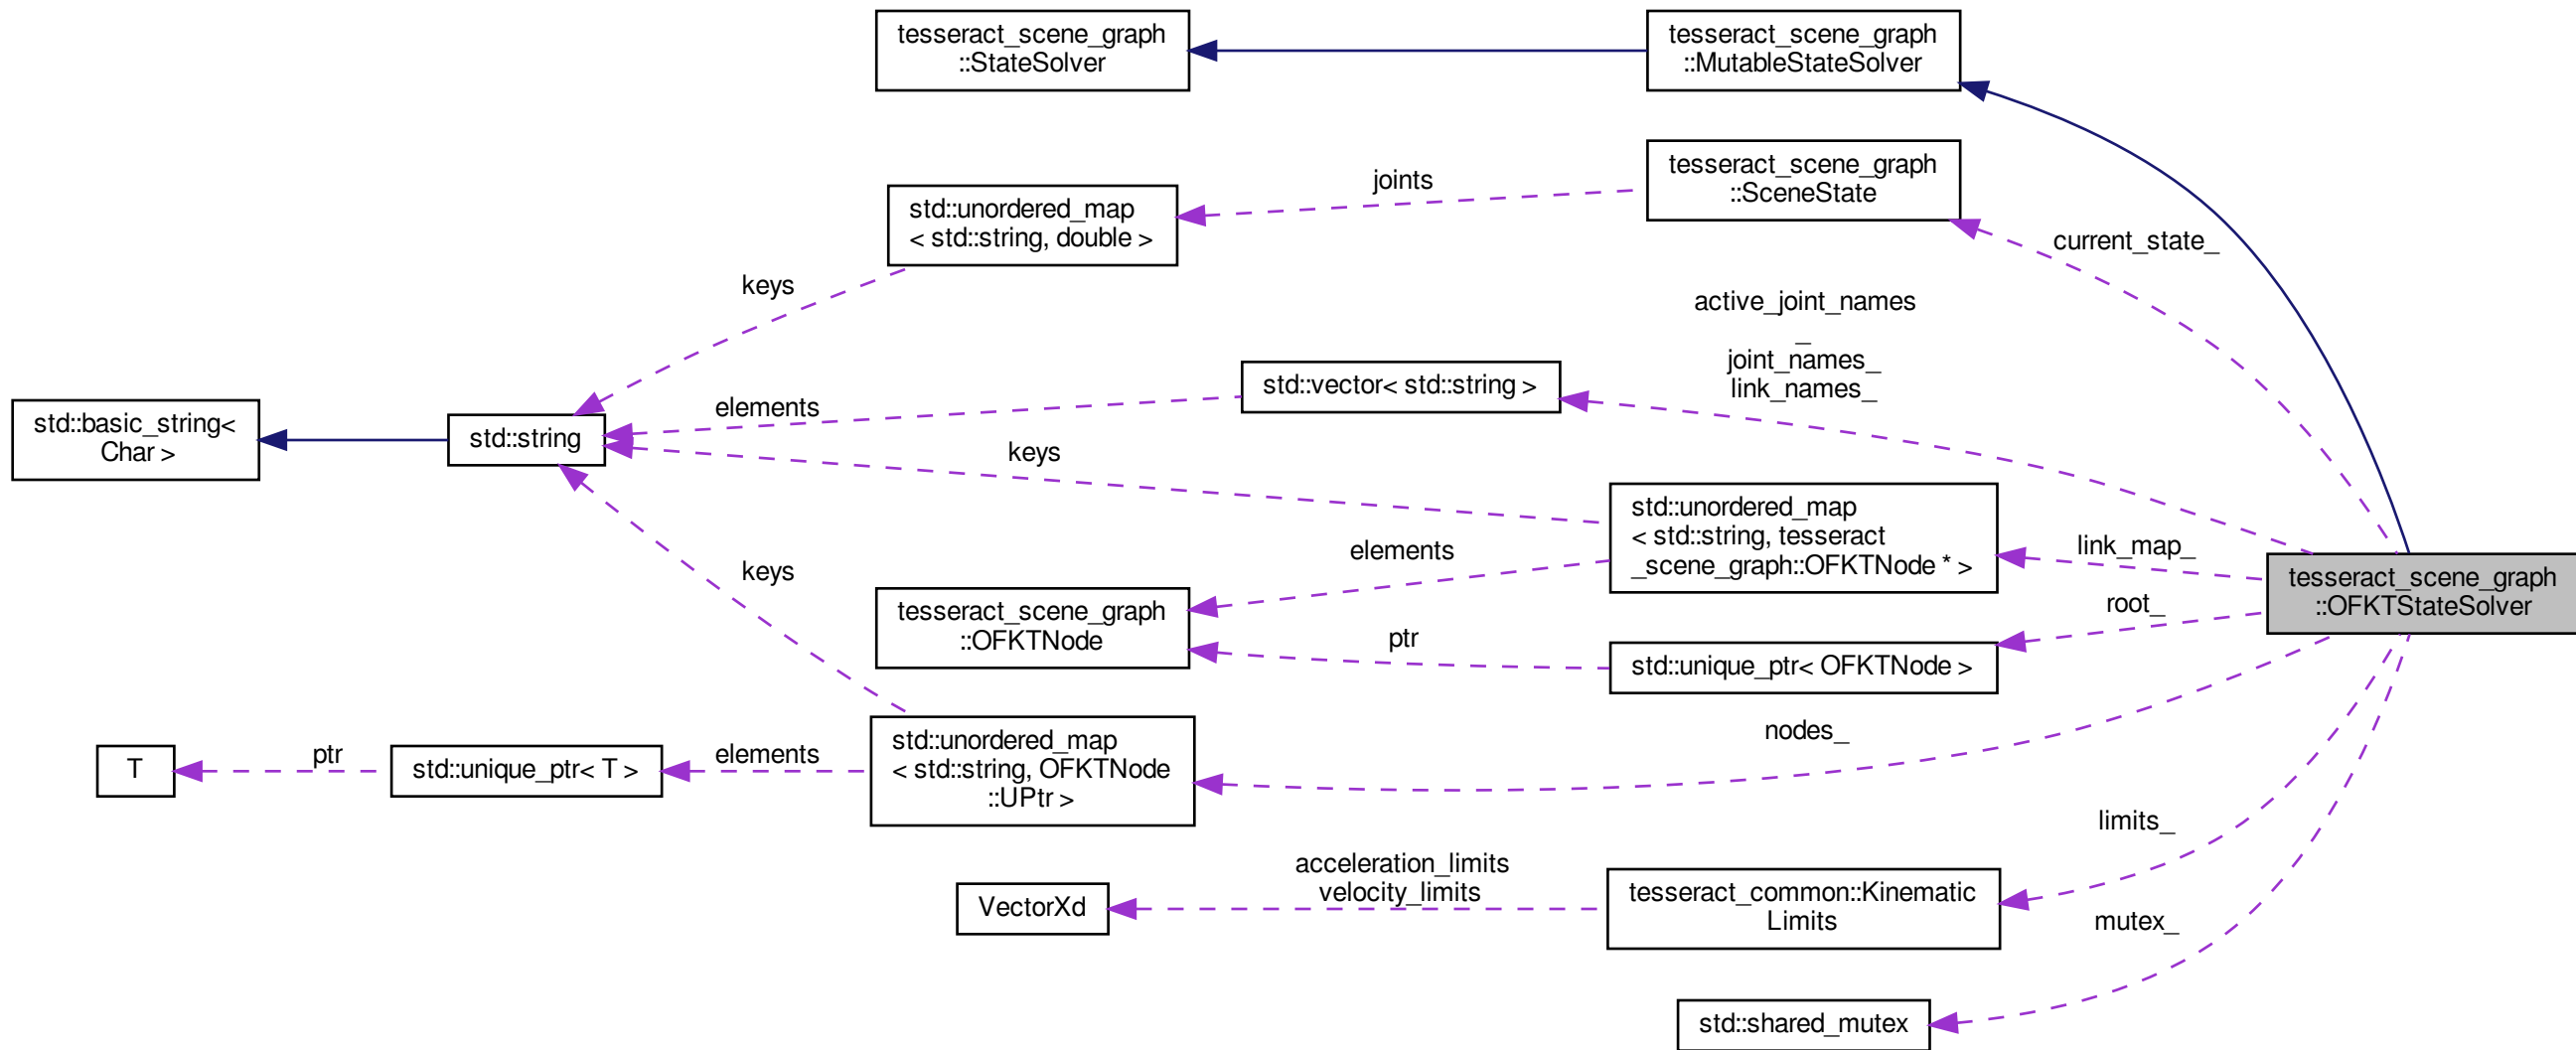 tesseract_scene_graph
::StateSolver
tesseract_scene_graph
::MutableStateSolver
tesseract_scene_graph
::SceneState
joints
std::unordered_map
< std::string, double >
current_state_
keys
active_joint_names
_
joint_names_
link_names_
std::vector< std::string >
elements
std::basic_string<
Char >
std::string
keys
std::unordered_map
< std::string, tesseract
_scene_graph::OFKTNode * >
link_map_
elements
tesseract_scene_graph
::OFKTStateSolver
keys
tesseract_scene_graph
::OFKTNode
root_
ptr
std::unique_ptr< OFKTNode >
nodes_
std::unordered_map
< std::string, OFKTNode
::UPtr >
elements
std::unique_ptr< T >
ptr
T
limits_
acceleration_limits
velocity_limits
VectorXd
tesseract_common::Kinematic
Limits
mutex_
std::shared_mutex